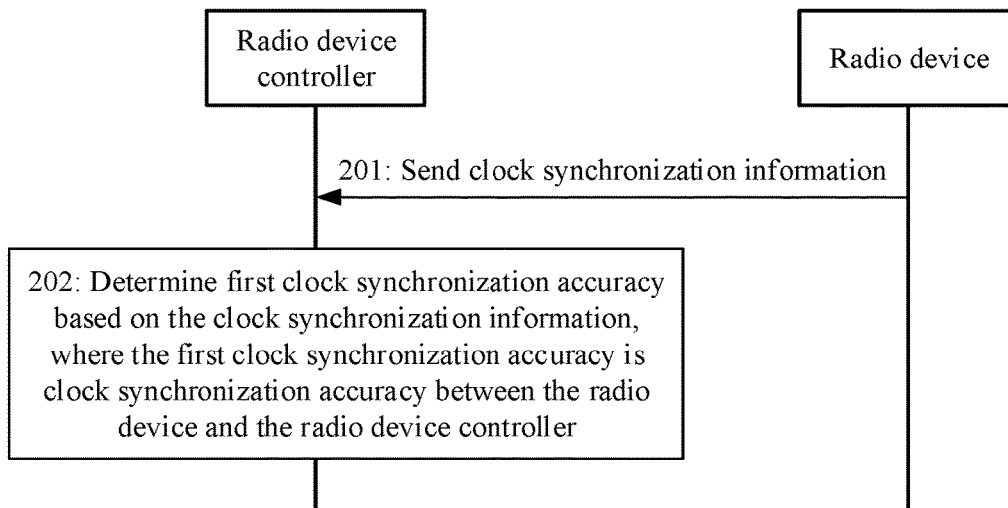 Radio device
controller
Radio device
201: Send clock synchronization information
202: Determine first clock synchronization accuracy
based on the clock synchronization information,
where the first clock synchronization accuracy is
clock synchronization accuracy between the radio
device and the radio device controller